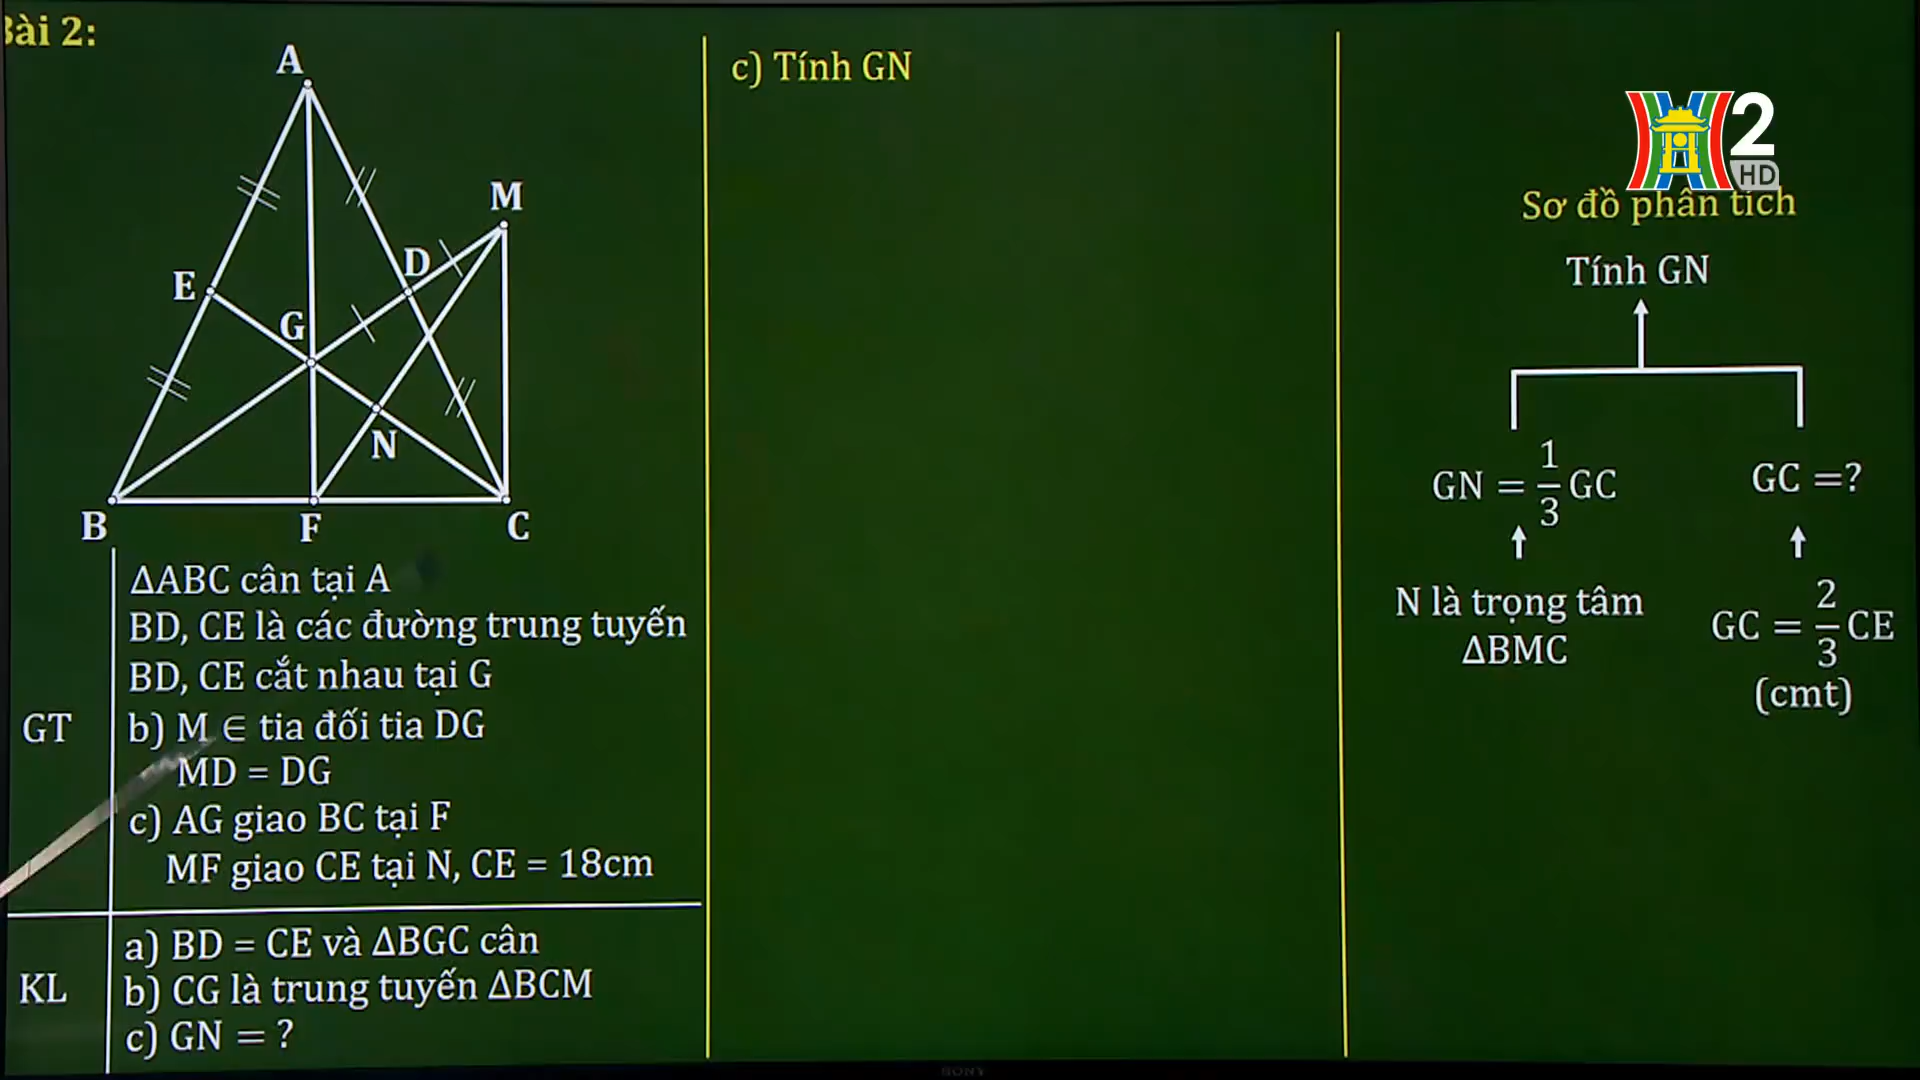 Bài 2:
A
M
E
D
G
N
B
F
C
ΔABC cân tại A
BD, CE là các đường trung tuyến
BD, CE cắt nhau tại G
GT
b) M ∈ tia đối tia DG
MD = DG
c) AG giao BC tại F
MF giao CE tại N, CE = 18cm
KL
a) BD = CE và ΔBGC cân
b) CG là trung tuyến ΔBCM
c) GN = ?
c) Tính GN
2
HD
Sơ đồ phân tích
Tính GN
GN = 1/3 GC
GC =?
N là trọng tâm
ΔBMC
GC = 2/3 CE
(cmt)
SONY